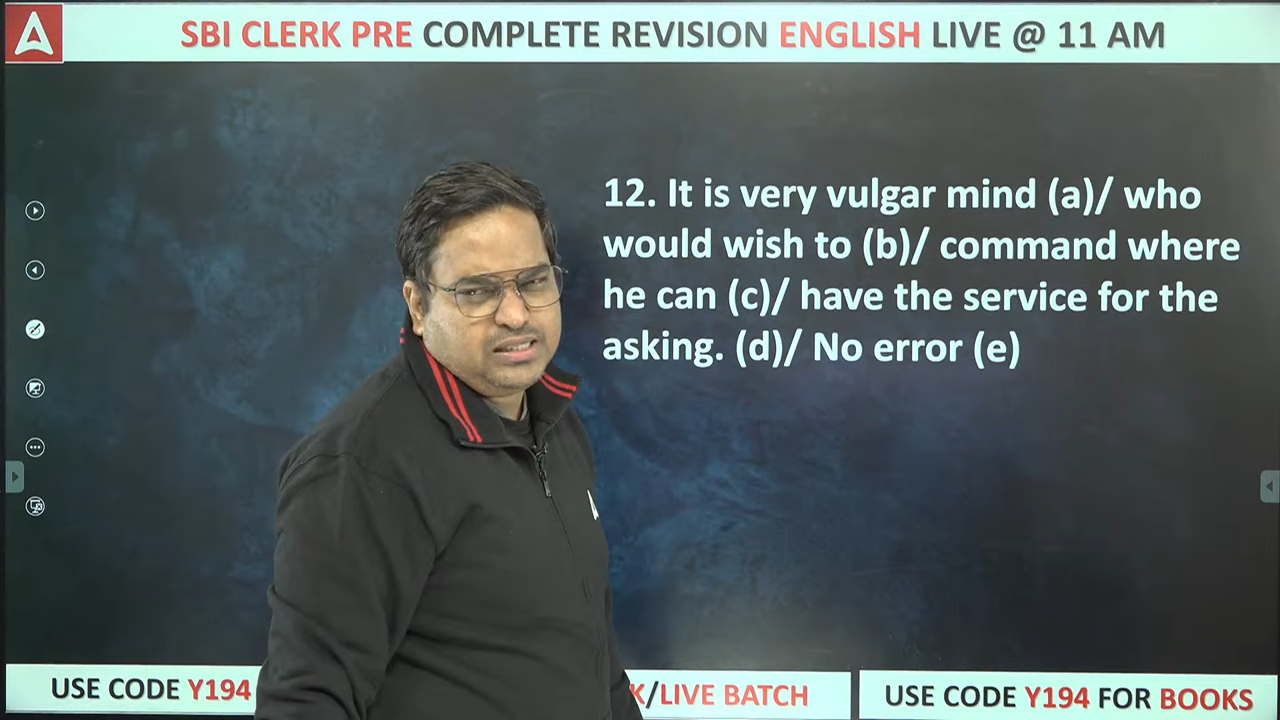 SBI CLERK PRE COMPLETE REVISION ENGLISH LIVE @ 11 AM
12. It is very vulgar mind (a)/ who
would wish to (b)/ command where
he can (c)/ have the service for the
asking. (d)/ No error (e)
USE CODE Y194
K/LIVE BATCH
USE CODE Y194 FOR BOOKS